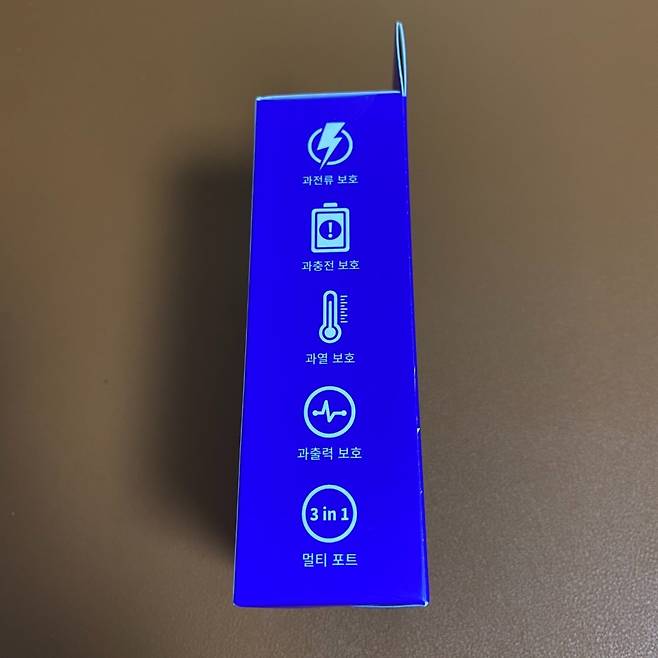 과전류 보호
과충전 보호
과열 보호
과출력 보호
3 in 1
멀티 포트